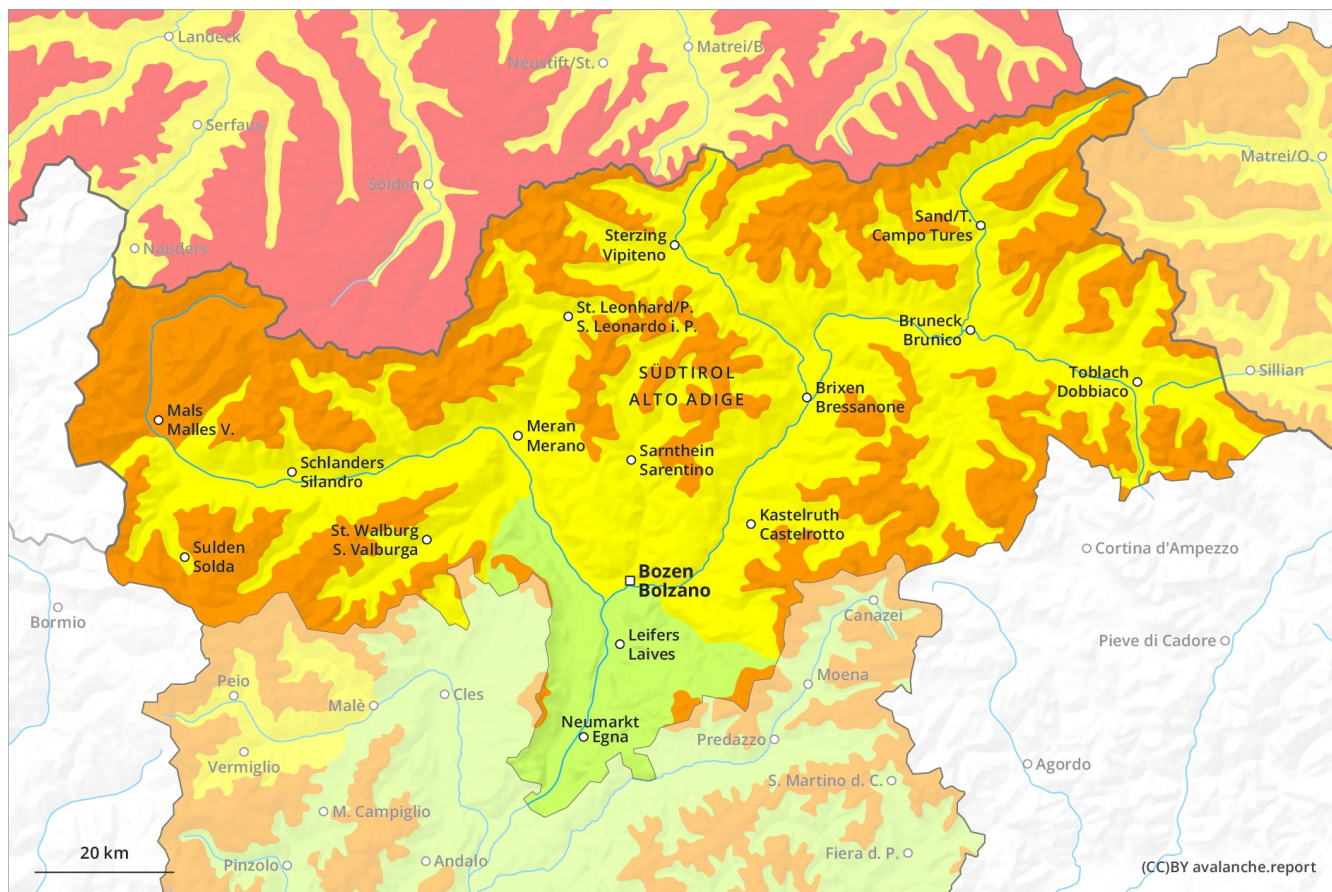 Landeck
Matrei/B.
Neustift/St.
Serfaus
Matrei/O.
Sölden
Sand/T.
Campo Tures
Sterzing
Vipiteno
Nauders
St. Leonhard/P.
S. Leonardo i. P.
Bruneck
Brunico
SÜDTIROL
ALTO ADIGE
Toblach
Dobbiaco
Sillian
Brixen
Bressanone
Mals
Malles V.
Meran
Merano
Schlanders
Silandro
Sarnthein
Sarentino
Kastelruth
Castelrotto
St. Walburg
S. Valburga
Sulden
Solda
Cortina d'Ampezzo
Bozen
Bolzano
Bormio
Canazei
Leifers
Laives
Pieve di Cadore
Peio
Moena
Malè
Cles
Neumarkt
Egna
Predazzo
Vermiglio
Agordo
S. Martino d. C.
M. Campiglio
20 km
Pinzolo
Andalo
Fiera d. P.
(CC)BY avalanche.report